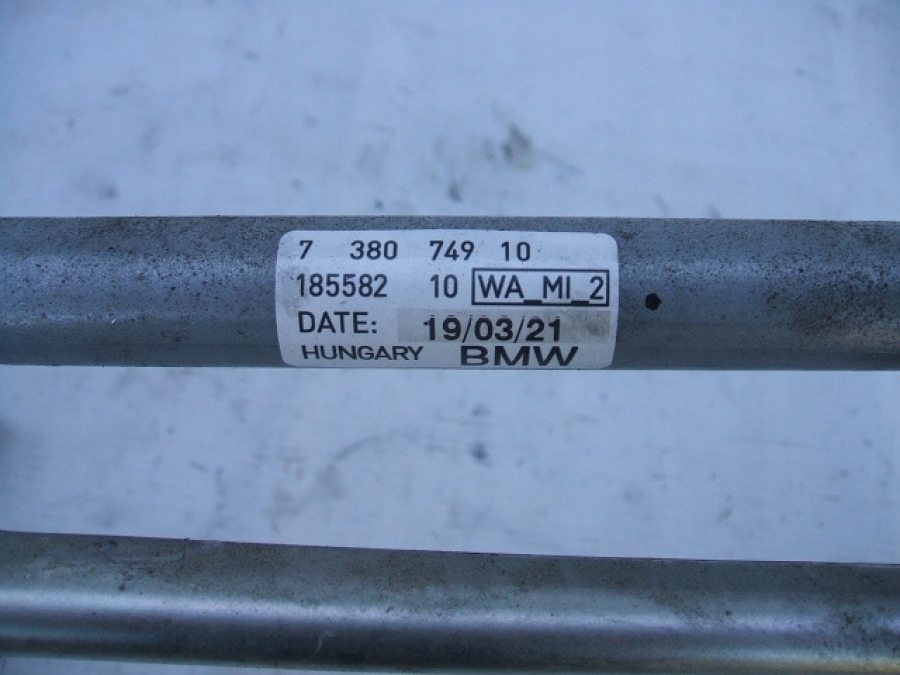 7 380 749 10
185582 10 WA_MI_2
DATE: 19/03/21
HUNGARY BMW